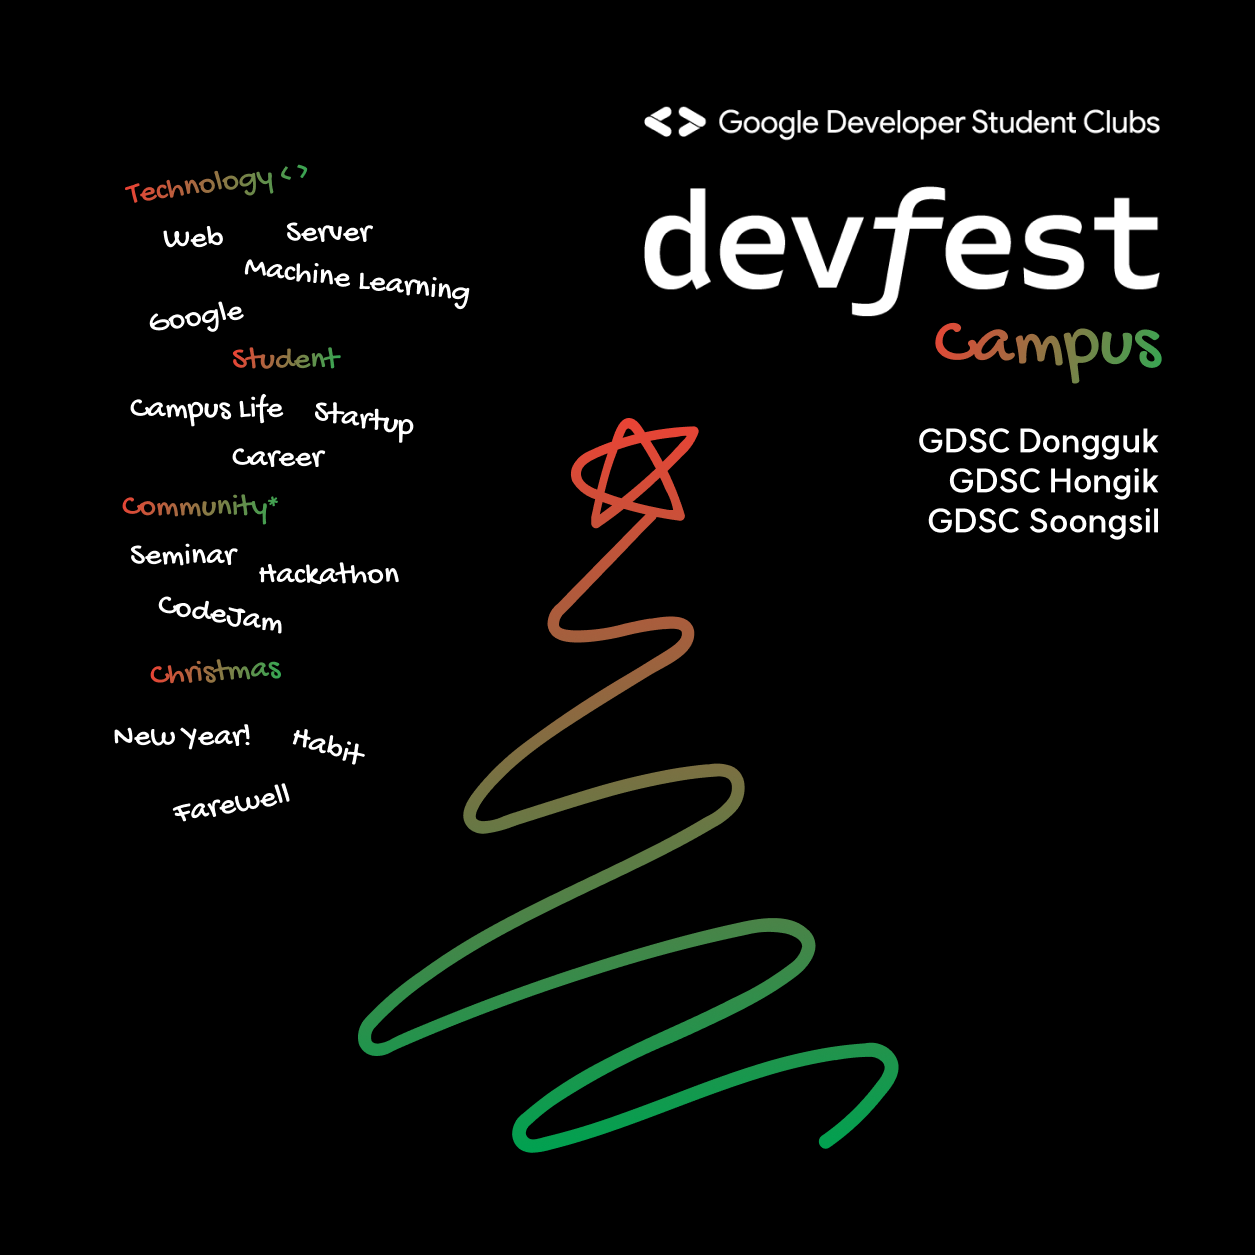 Google Developer Student Clubs
devfest
Campus
GDSC Dongguk
GDSC Hongik
GDSC Soongsil
Technology <>
Web Server
Machine Learning
Google
Student
Campus Life Startup
Career
Community*
Seminar
Hackathon
CodeJam
Christmas
New Year! Habit
Farewell